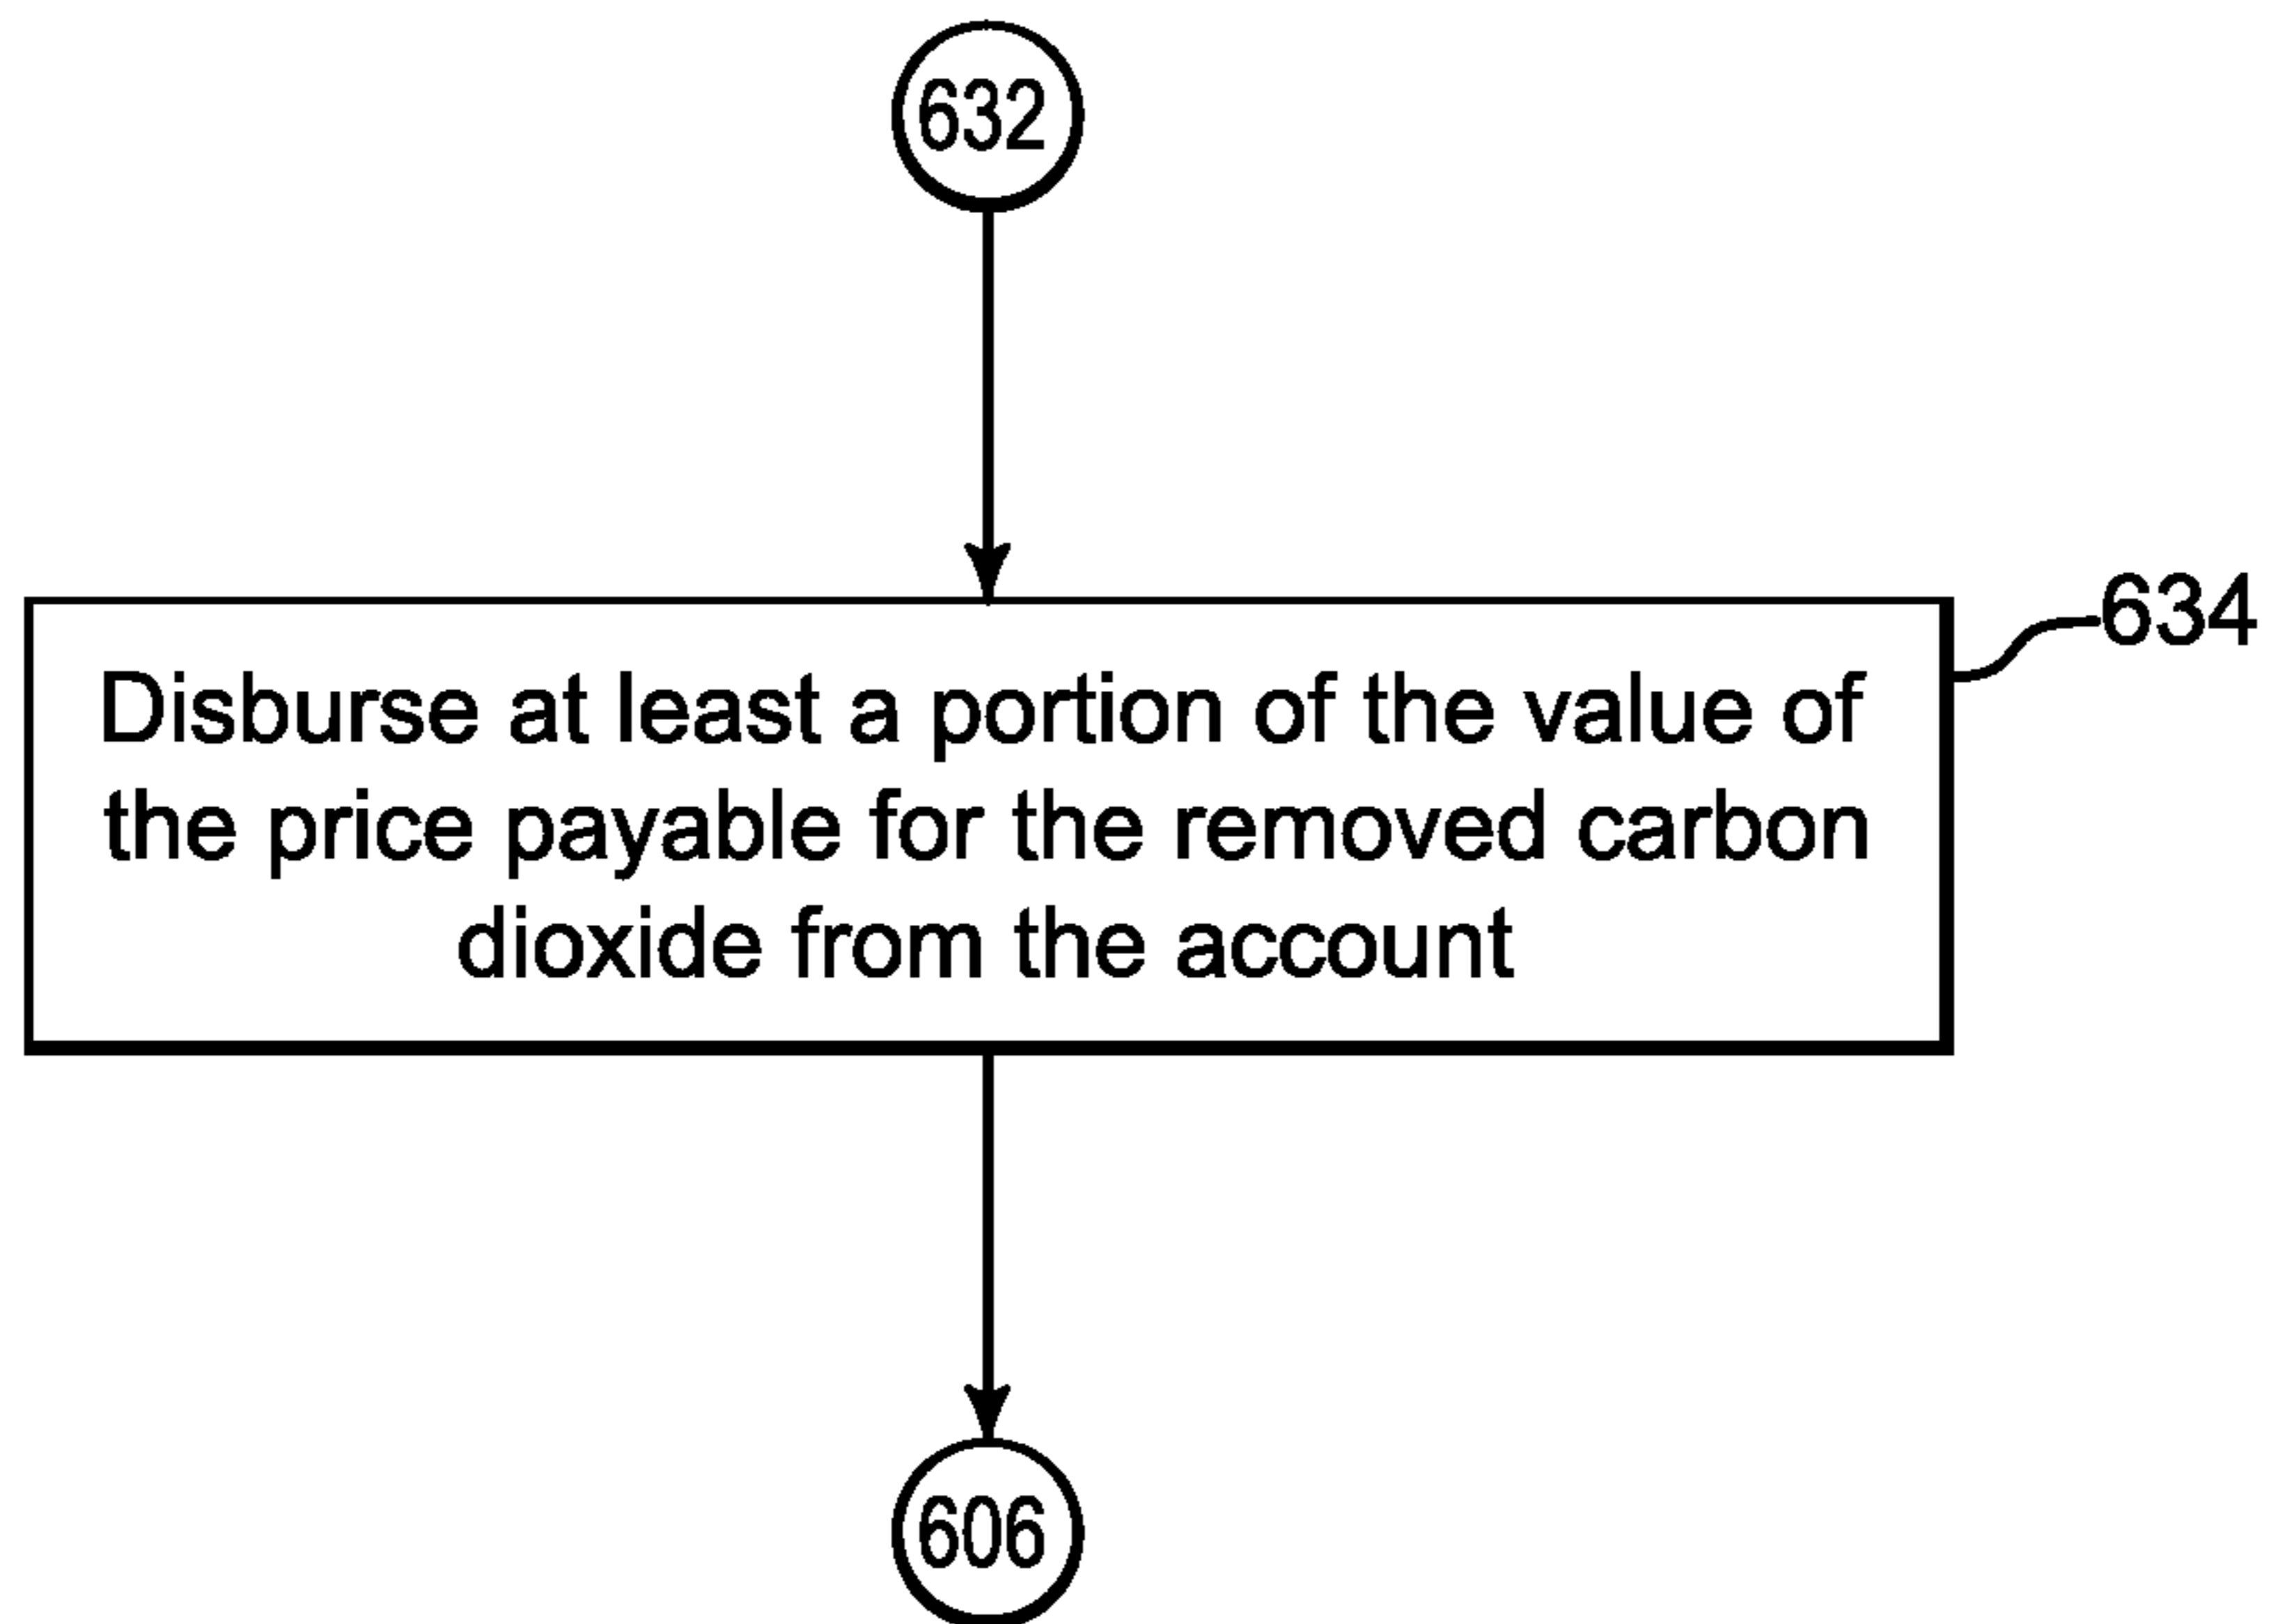 632
634
Disburse at least a portion of the value of
the price payable for the removed carbon
dioxide from the account
606